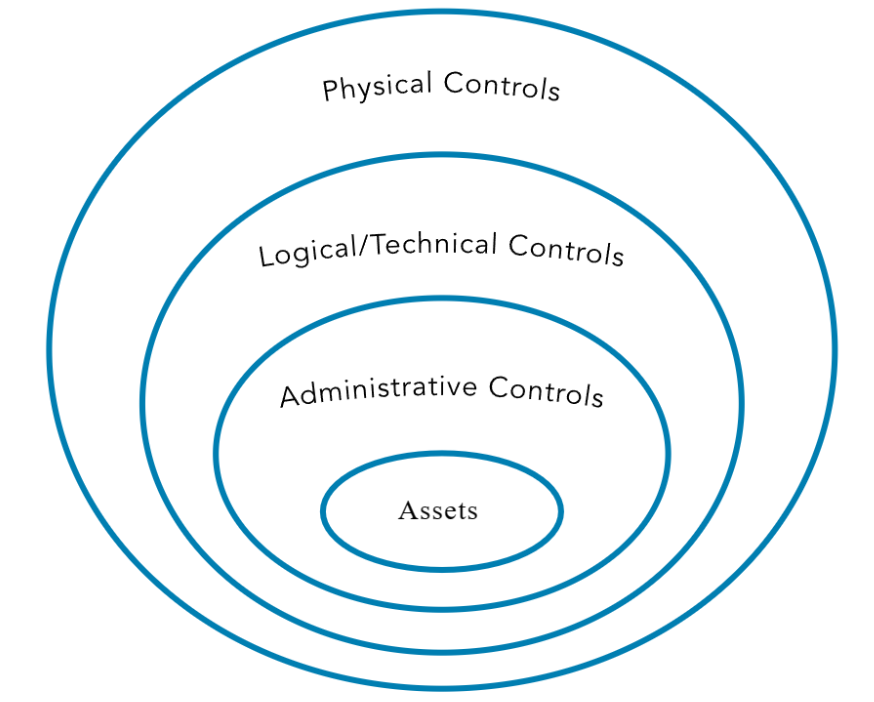 Physical Controls
Logical/Technical Controls
Administrative Controls
Assets